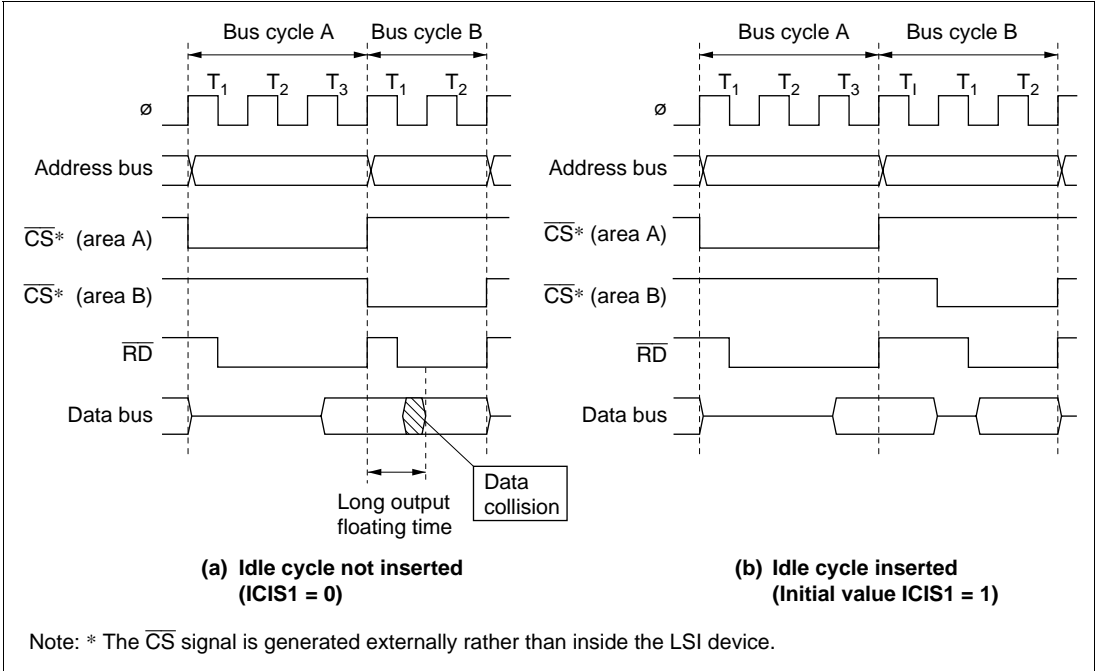 Bus cycle A Bus cycle B
T1 T2 T3 T1 T2
ø
Address bus
CS* (area A)
CS* (area B)
RD
Data bus
Long output
floating time
Data
collision
(a) Idle cycle not inserted
(ICIS1 = 0)
Bus cycle A Bus cycle B
T1 T2 T3 TI T1 T2
ø
Address bus
CS* (area A)
CS* (area B)
RD
Data bus
(b) Idle cycle inserted
(Initial value ICIS1 = 1)
Note: * The CS signal is generated externally rather than inside the LSI device.